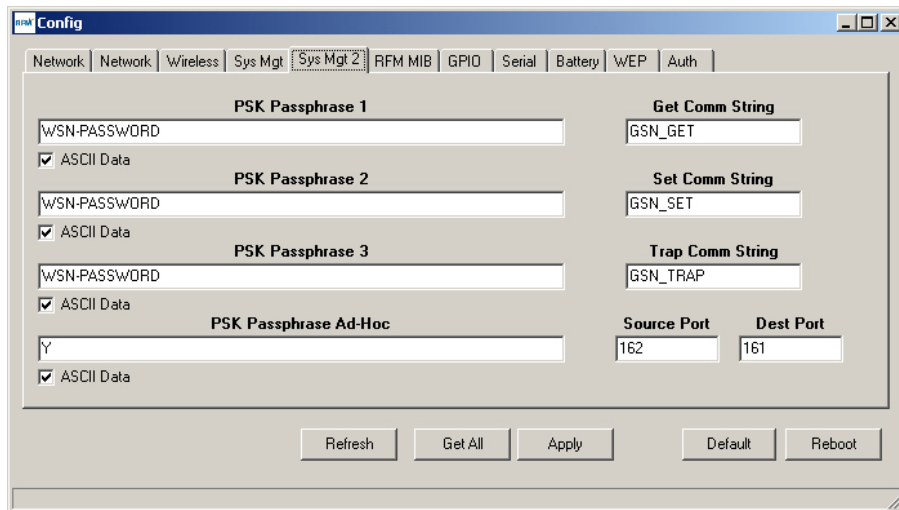 RFM Config
Network Network Wireless Sys Mgt Sys Mgt 2 RFM MIB GPIO Serial Battery WEP Auth
PSK Passphrase 1 Get Comm String
WSN-PASSWORD GSN_GET
ASCII Data
PSK Passphrase 2 Set Comm String
WSN-PASSWORD GSN_SET
ASCII Data
PSK Passphrase 3 Trap Comm String
WSN-PASSWORD GSN_TRAP
ASCII Data
PSK Passphrase Ad-Hoc Source Port Dest Port
Y 162 161
ASCII Data
Refresh Get All Apply Default Reboot